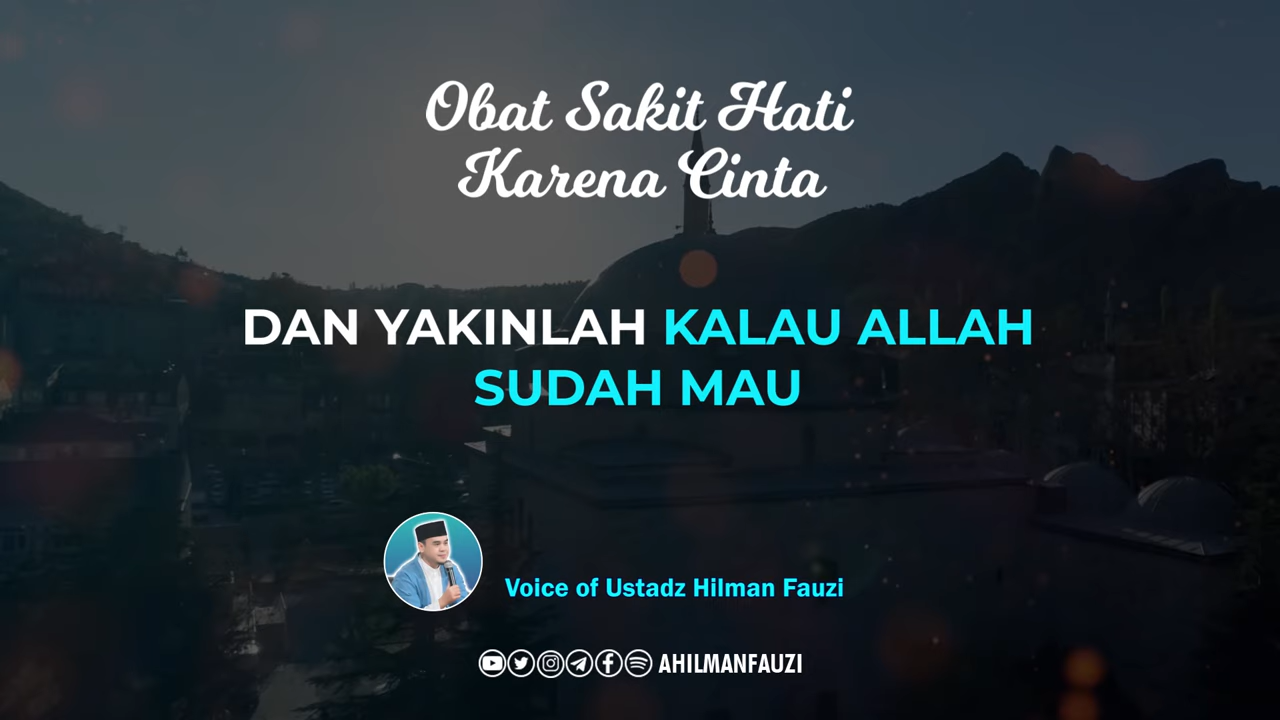 Obat Sakit Hati
Karena Cinta
DAN YAKINLAH KALAU ALLAH
SUDAH MAU
Voice of Ustadz Hilman Fauzi
AHILMANFAUZI